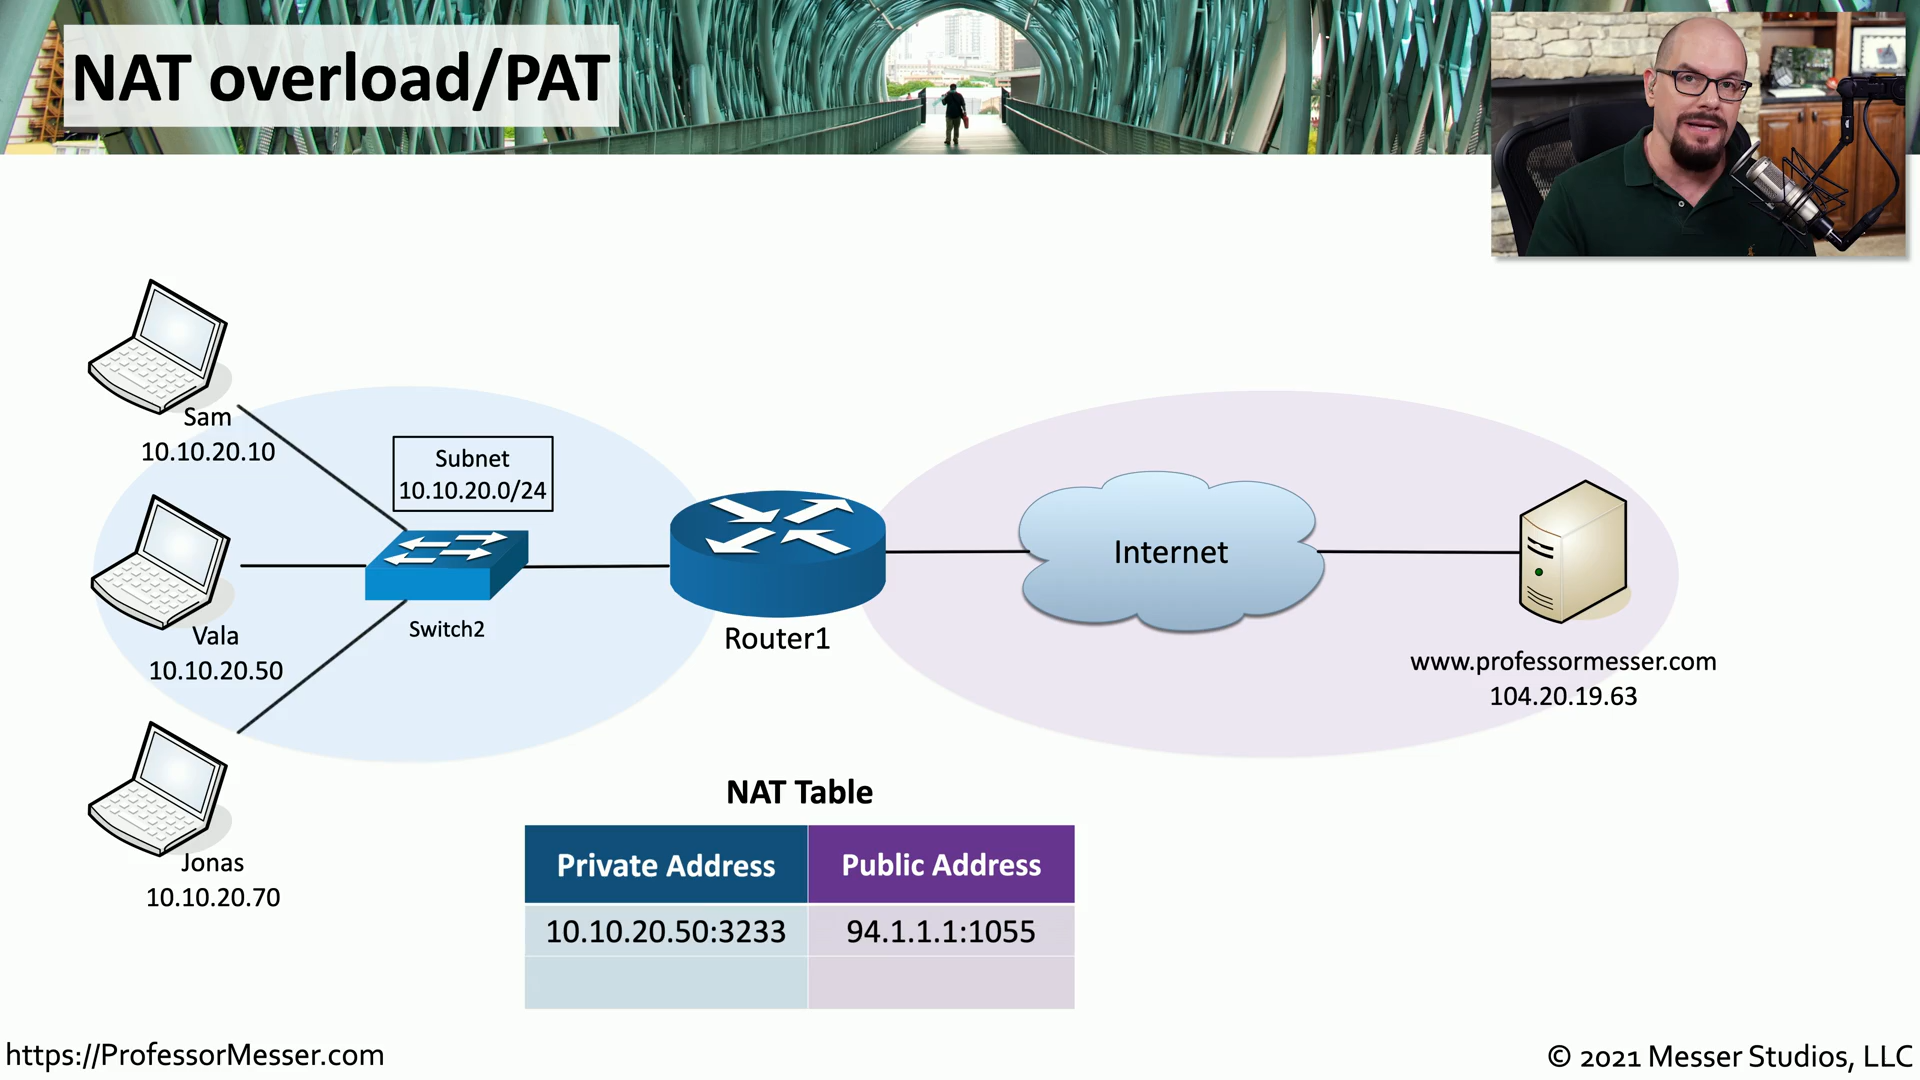 NAT overload/PAT
Sam
10.10.20.10
Subnet
10.10.20.0/24
Vala
10.10.20.50
Switch2
Router1
Internet
www.professormesser.com
104.20.19.63
Jonas
10.10.20.70
NAT Table
Private Address Public Address
10.10.20.50:3233 94.1.1.1:1055
https://ProfessorMesser.com
© 2021 Messer Studios, LLC